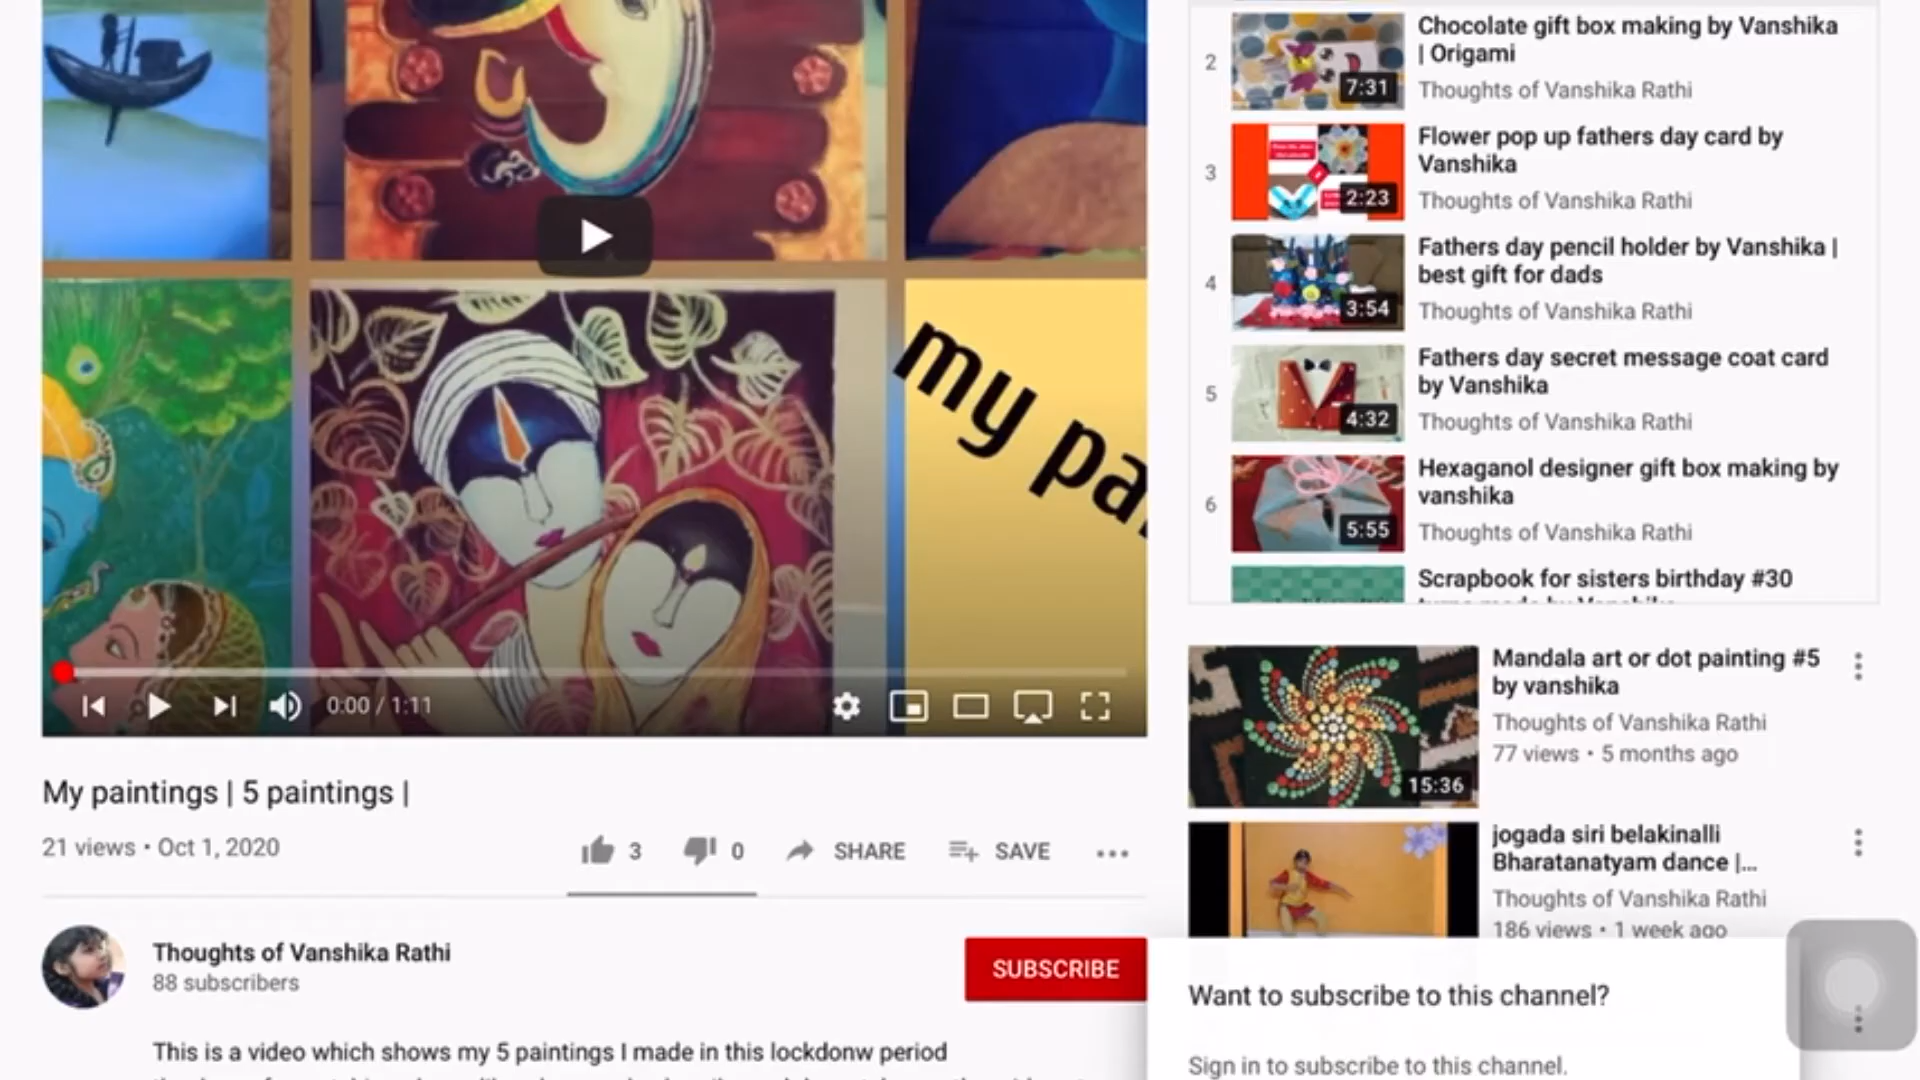 my pa
0:00 / 1:11
My paintings | 5 paintings |
21 views • Oct 1, 2020
3
0
SHARE
SAVE
Thoughts of Vanshika Rathi
88 subscribers
SUBSCRIBE
This is a video which shows my 5 paintings I made in this lockdonw period
2
7:31
Chocolate gift box making by Vanshika
| Origami
Thoughts of Vanshika Rathi
3
2:23
Flower pop up fathers day card by
Vanshika
Thoughts of Vanshika Rathi
4
3:54
Fathers day pencil holder by Vanshika |
best gift for dads
Thoughts of Vanshika Rathi
5
4:32
Fathers day secret message coat card
by Vanshika
Thoughts of Vanshika Rathi
6
5:55
Hexaganol designer gift box making by
vanshika
Thoughts of Vanshika Rathi
Scrapbook for sisters birthday #30
15:36
Mandala art or dot painting #5
by vanshika
Thoughts of Vanshika Rathi
77 views • 5 months ago
jogada siri belakinalli
Bharatanatyam dance |...
Thoughts of Vanshika Rathi
186 views • 1 week ago
Want to subscribe to this channel?
Sign in to subscribe to this channel.